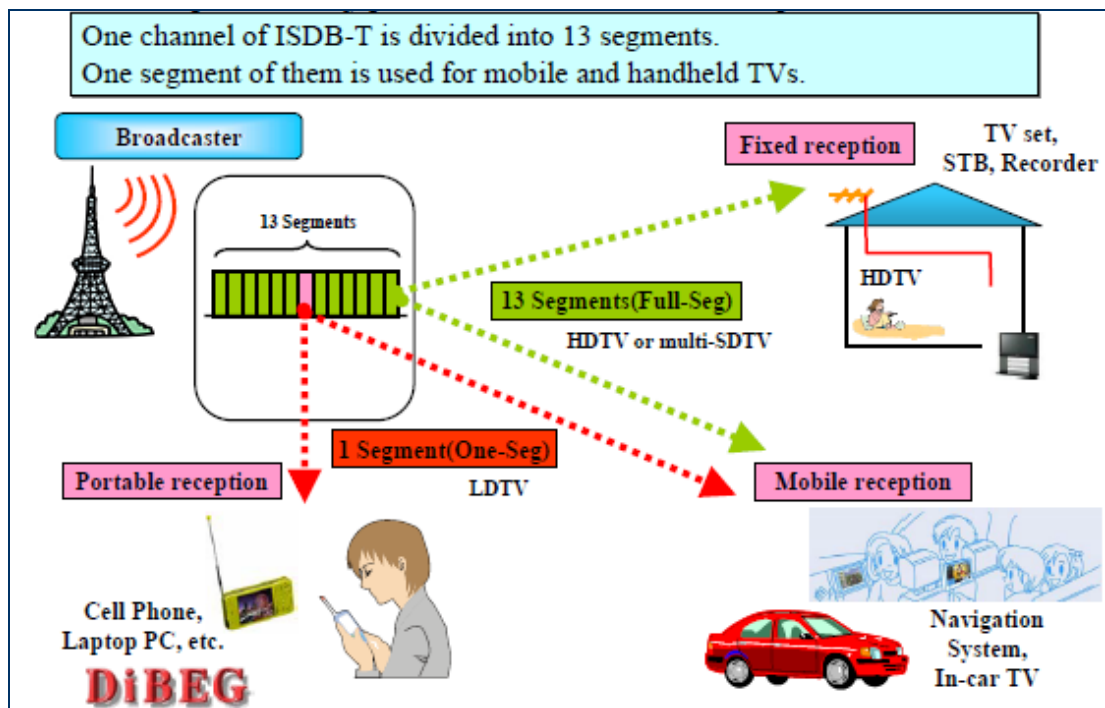 One channel of ISDB-T is divided into 13 segments.
One segment of them is used for mobile and handheld TVs.
Broadcaster
Fixed reception
TV set,
STB, Recorder
13 Segments
HDTV
13 Segments(Full-Seg)
HDTV or multi-SDTV
1 Segment(One-Seg)
LDTV
Portable reception
Mobile reception
Cell Phone,
Laptop PC, etc.
Navigation
System,
In-car TV
DiBEG